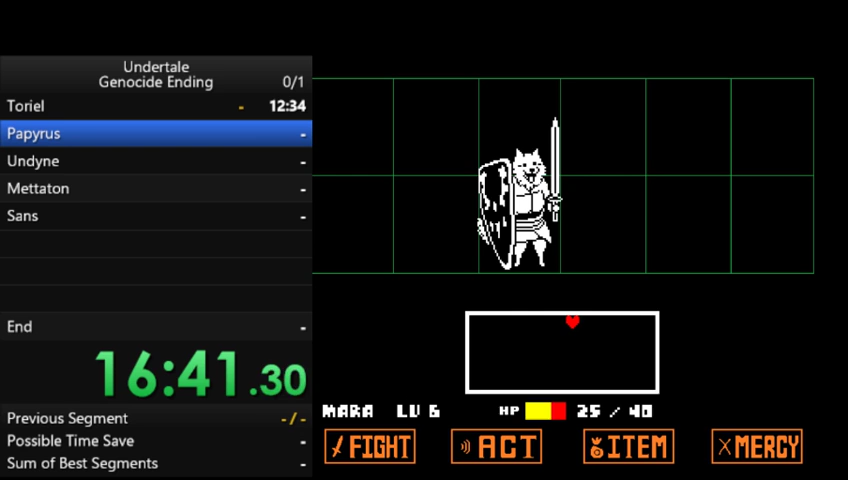 Undertale
Genocide Ending 0/1
Toriel - 12:34
Papyrus -
Undyne -
Mettaton -
Sans -
End -
16:41.30
Previous Segment -/-
Possible Time Save -
Sum of Best Segments -
MARA LV 6 HP 25 / 40
FIGHT ACT ITEM MERCY